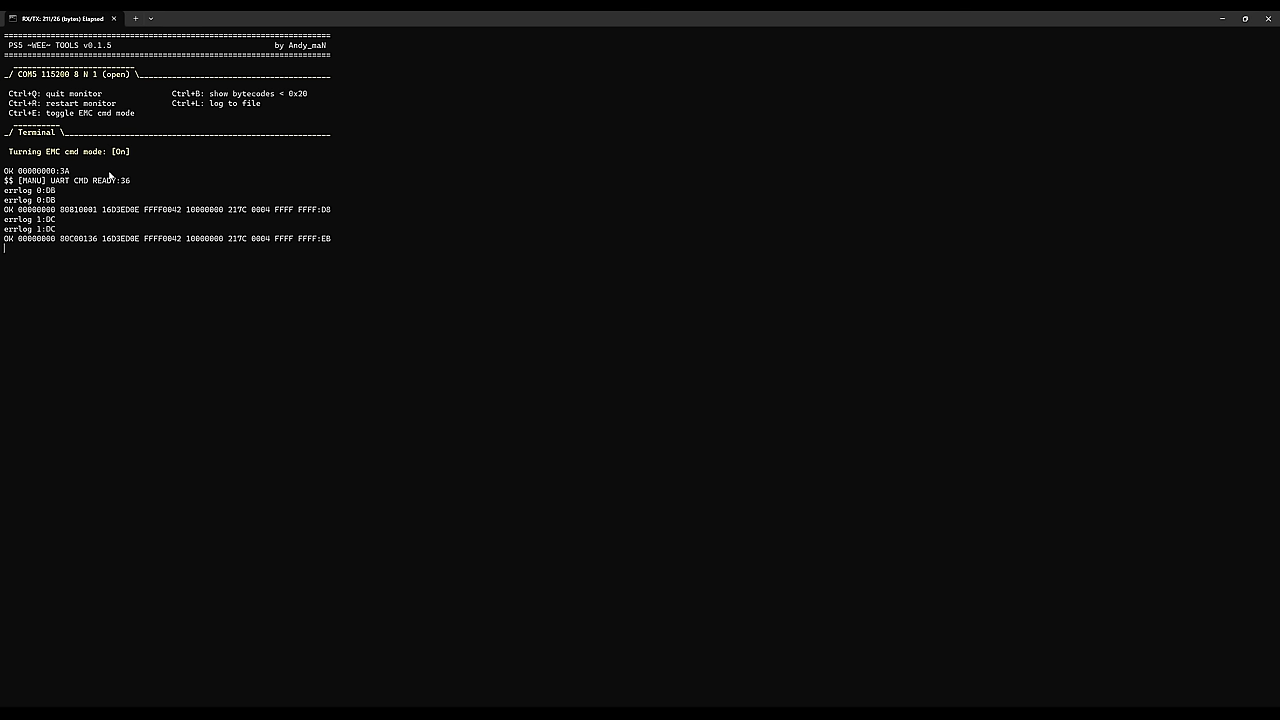 RX/TX: 211/26 (bytes) Elapsed
======================================================================
PS5 ~WEE~ TOOLS v0.1.5 by Andy_maN
======================================================================
_/ COM5 115200 8 N 1 (open) \_________________________________________
Ctrl+Q: quit monitor Ctrl+B: show bytecodes < 0x20
Ctrl+R: restart monitor Ctrl+L: log to file
Ctrl+E: toggle EMC cmd mode
_/ Terminal \_________________________________________________________
Turning EMC cmd mode: [On]
OK 00000000:3A
$$ [MANU] UART CMD READY:36
errlog 0:DB
errlog 0:DB
OK 00000000 80810001 16D3ED0E FFFF0042 10000000 217C 0004 FFFF FFFF:D8
errlog 1:DC
errlog 1:DC
OK 00000000 80C00136 16D3ED0E FFFF0042 10000000 217C 0004 FFFF FFFF:EB